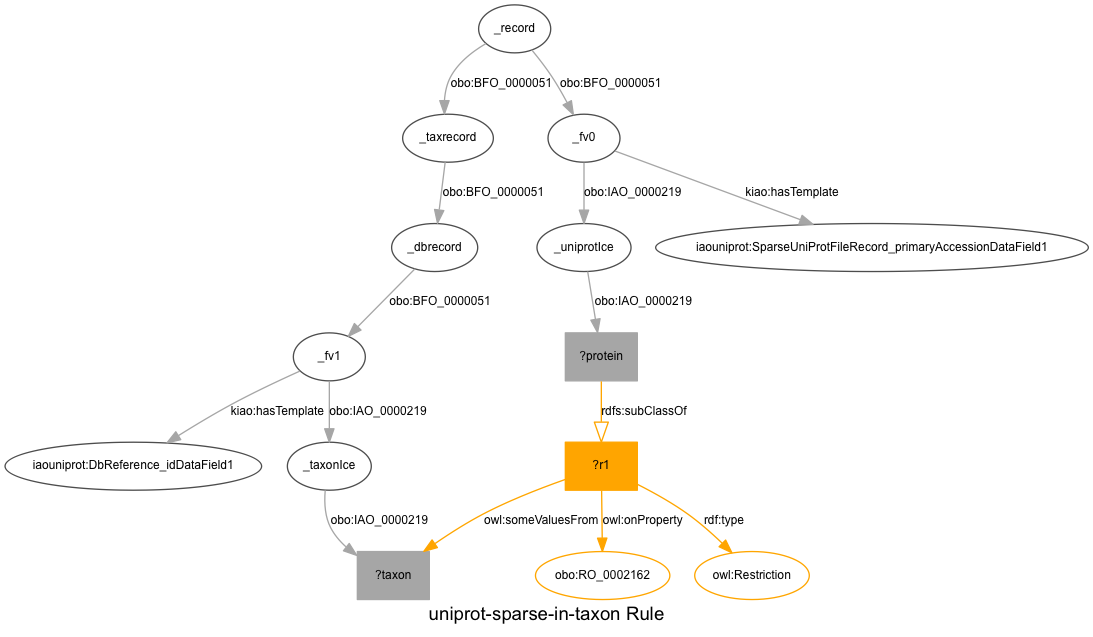 _record
obo:BFO_0000051
obo:BFO_0000051
_taxrecord
_fv0
obo:BFO_0000051
obo:IAO_0000219
kiao:hasTemplate
_dbrecord
_uniprotIce
iaouniprot:SparseUniProtFileRecord_primaryAccessionDataField1
obo:BFO_0000051
obo:IAO_0000219
_fv1
?protein
kiao:hasTemplate
obo:IAO_0000219
rdfs:subClassOf
iaouniprot:DbReference_idDataField1
_taxonIce
?r1
obo:IAO_0000219
owl:someValuesFrom
owl:onProperty
rdf:type
?taxon
obo:RO_0002162
owl:Restriction
uniprot-sparse-in-taxon Rule